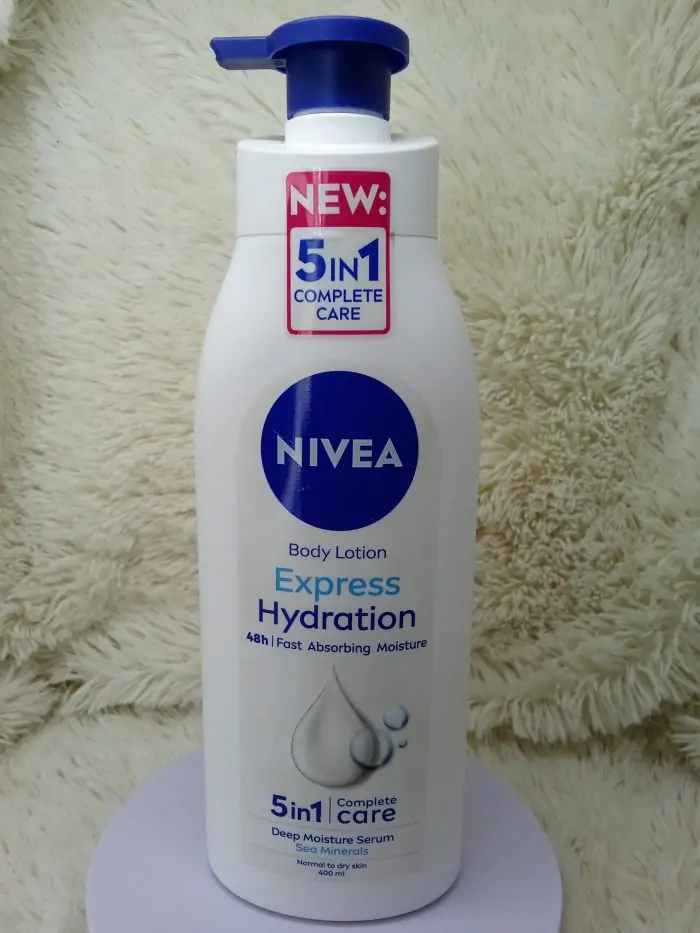 NEW:
5IN1
COMPLETE
CARE
NIVEA
Body Lotion
Express
Hydration
48h | Fast Absorbing Moisture
5in1 | Complete care
Deep Moisture Serum
Sea Minerals
Normal to dry skin
400 ml